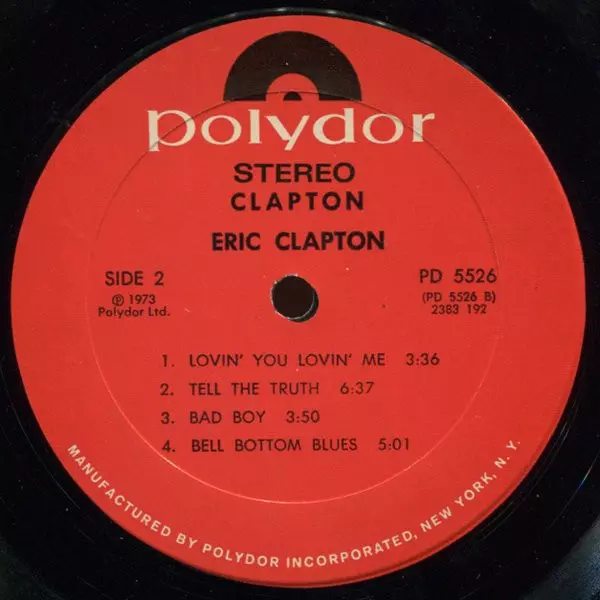 polydor
STEREO
CLAPTON
ERIC CLAPTON
SIDE 2
℗ 1973
Polydor Ltd.
PD 5526
(PD 5526 B)
2383 192
1. LOVIN' YOU LOVIN' ME 3:36
2. TELL THE TRUTH 6:37
3. BAD BOY 3:50
4. BELL BOTTOM BLUES 5:01
MANUFACTURED BY POLYDOR INCORPORATED, NEW YORK, N. Y.